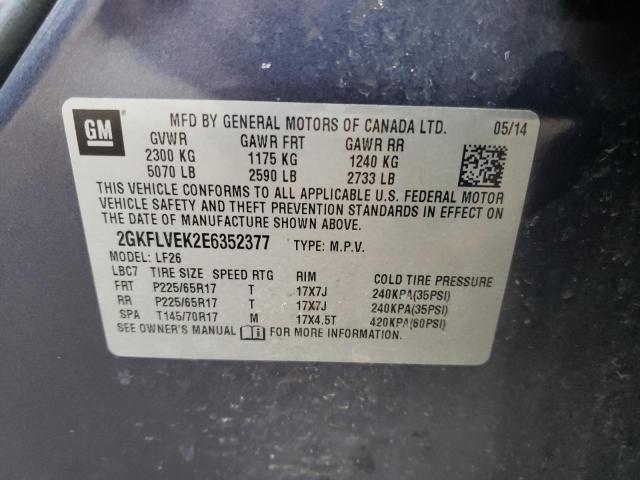 GM
MFD BY GENERAL MOTORS OF CANADA LTD. 05/14
GVWR GAWR FRT GAWR RR
2300 KG 1175 KG 1240 KG
5070 LB 2590 LB 2733 LB
THIS VEHICLE CONFORMS TO ALL APPLICABLE U.S. FEDERAL MOTOR
VEHICLE SAFETY AND THEFT PREVENTION STANDARDS IN EFFECT ON
THE DATE OF MANUFACTURE SHOWN ABOVE.
2GKFLVEK2E6352377 TYPE: M.P.V.
MODEL: LF26
LBC7 TIRE SIZE SPEED RTG RIM COLD TIRE PRESSURE
FRT P225/65R17 T 17X7J 240KPA(35PSI)
RR P225/65R17 T 17X7J 240KPA(35PSI)
SPA T145/70R17 M 17X4.5T 420KPA(60PSI)
SEE OWNER'S MANUAL FOR MORE INFORMATION.